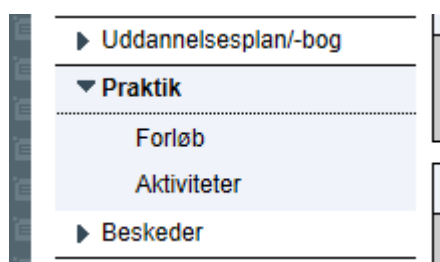 Uddannelsesplan/-bog
Praktik
Forløb
Aktiviteter
Beskeder